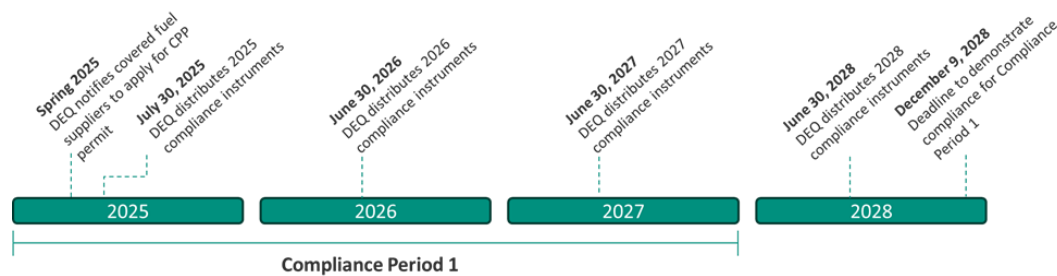 Spring 2025
DEQ notifies covered fuel
suppliers to apply for CPP
permit
July 30, 2025
DEQ distributes 2025
compliance instruments
June 30, 2026
DEQ distributes 2026
compliance instruments
June 30, 2027
DEQ distributes 2027
compliance instruments
June 30, 2028
DEQ distributes 2028
compliance instruments
December 9, 2028
Deadline to demonstrate
compliance for Compliance
Period 1
2025
2026
2027
2028
Compliance Period 1